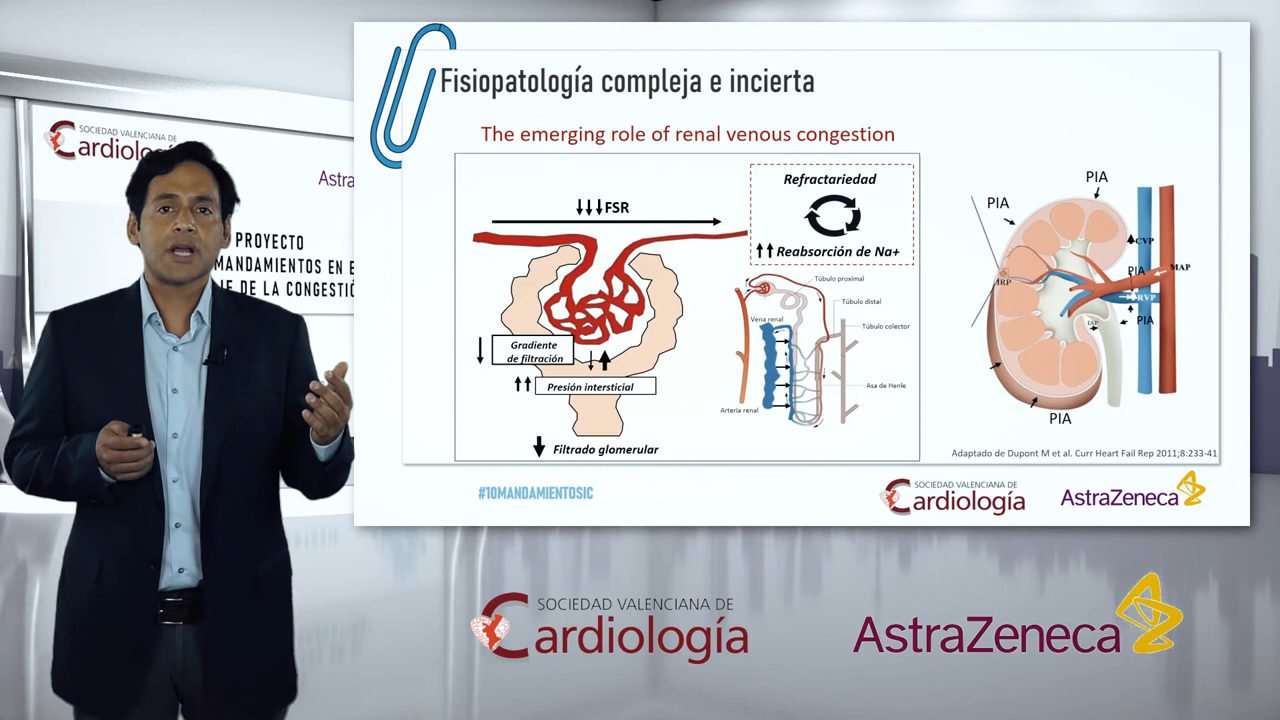 SOCIEDAD VALENCIANA DE
Cardiología
Astra
PROYECTO
MANDAMIENTOS EN E
E DE LA CONGESTIÓ
Fisiopatología compleja e incierta
The emerging role of renal venous congestion
↓↓↓FSR
Gradiente
de filtración
Presión intersticial
Filtrado glomerular
Refractariedad
Reabsorción de Na+
Túbulo proximal
Túbulo distal
Vena renal
Túbulo colector
Asa de Henle
Arteria renal
PIA
PIA
CVP
PIA
MAP
IRP
RVP
IAP
PIA
PIA
Adaptado de Dupont M et al. Curr Heart Fail Rep 2011;8:233-41
#10MANDAMIENTOSIC
SOCIEDAD VALENCIANA DE
Cardiología
AstraZeneca
SOCIEDAD VALENCIANA DE
Cardiología
AstraZeneca